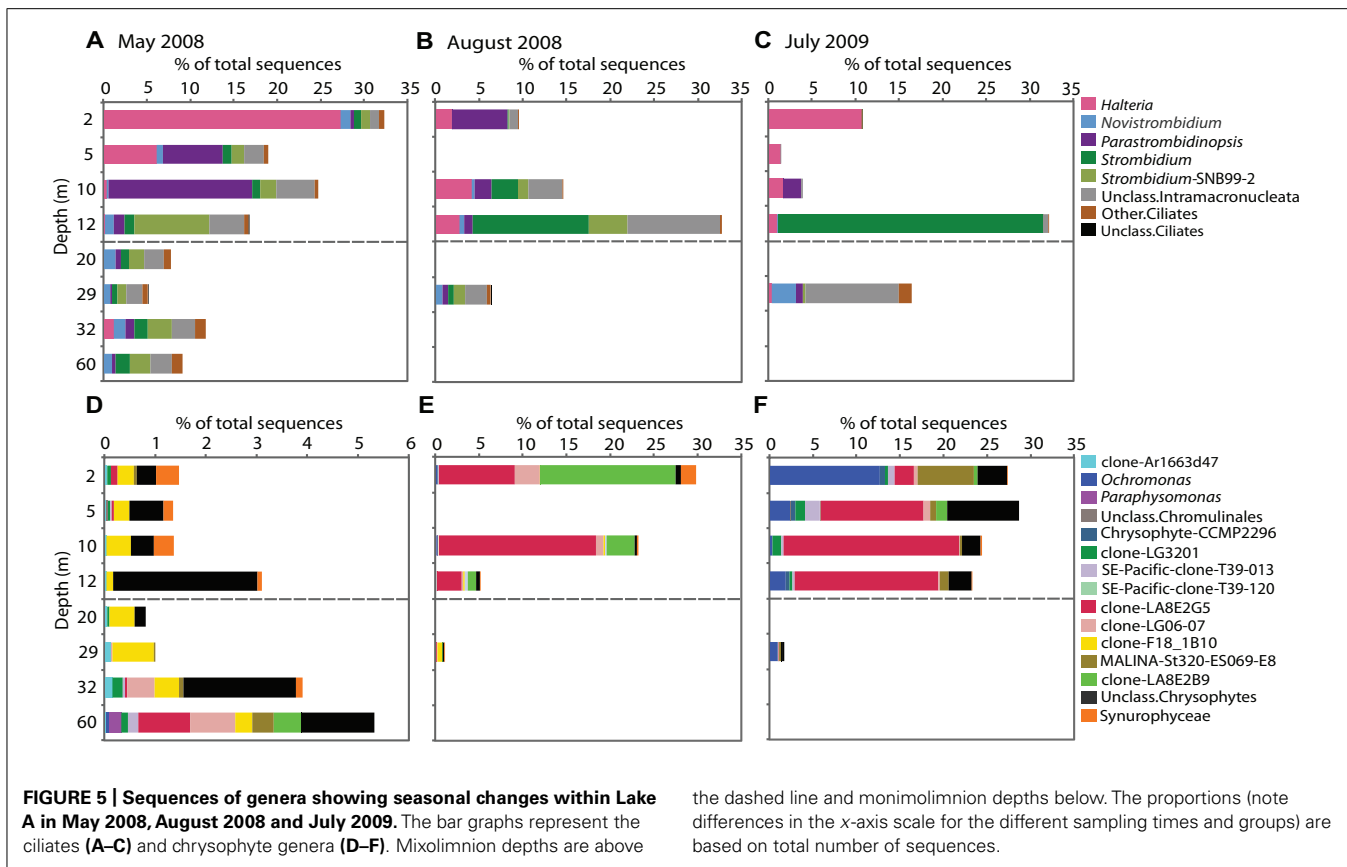 A May 2008
B August 2008
C July 2009
% of total sequences
% of total sequences
% of total sequences
0 5 10 15 20 25 30 35
0 5 10 15 20 25 30 35
0 5 10 15 20 25 30 35
Depth (m)
2
5
10
12
20
29
32
60
Halteria
Novistrombidium
Parastrombidinopsis
Strombidium
Strombidium-SNB99-2
Unclass.Intramacronucleata
Other.Ciliates
Unclass.Ciliates
D
E
F
% of total sequences
% of total sequences
% of total sequences
0 1 2 3 4 5 6
0 5 10 15 20 25 30 35
0 5 10 15 20 25 30 35
Depth (m)
2
5
10
12
20
29
32
60
clone-Ar1663d47
Ochromonas
Paraphysomonas
Unclass.Chromulinales
Chrysophyte-CCMP2296
clone-LG3201
SE-Pacific-clone-T39-013
SE-Pacific-clone-T39-120
clone-LA8E2G5
clone-LG06-07
clone-F18_1B10
MALINA-St320-ES069-E8
clone-LA8E2B9
Unclass.Chrysophytes
Synurophyceae
FIGURE 5 | Sequences of genera showing seasonal changes within Lake
A in May 2008, August 2008 and July 2009. The bar graphs represent the
ciliates (A–C) and chrysophyte genera (D–F). Mixolimnion depths are above
the dashed line and monimolimnion depths below. The proportions (note
differences in the x-axis scale for the different sampling times and groups) are
based on total number of sequences.